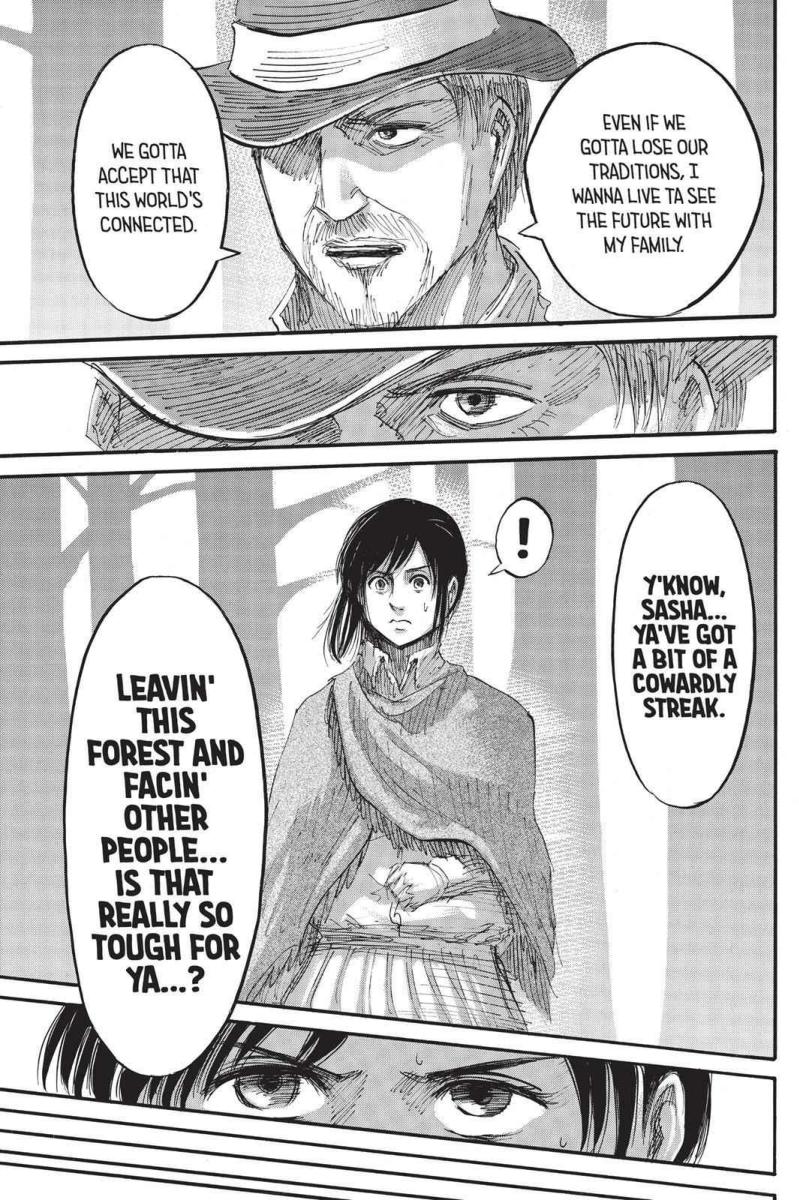 EVEN IF WE
GOTTA LOSE OUR
TRADITIONS, I
WANNA LIVE TA SEE
THE FUTURE WITH
MY FAMILY.
WE GOTTA
ACCEPT THAT
THIS WORLD'S
CONNECTED.
Y'KNOW,
SASHA...
YA'VE GOT
A BIT OF A
COWARDLY
STREAK.
!
LEAVIN'
THIS
FOREST AND
FACIN'
OTHER
PEOPLE...
IS THAT
REALLY SO
TOUGH FOR
YA...?